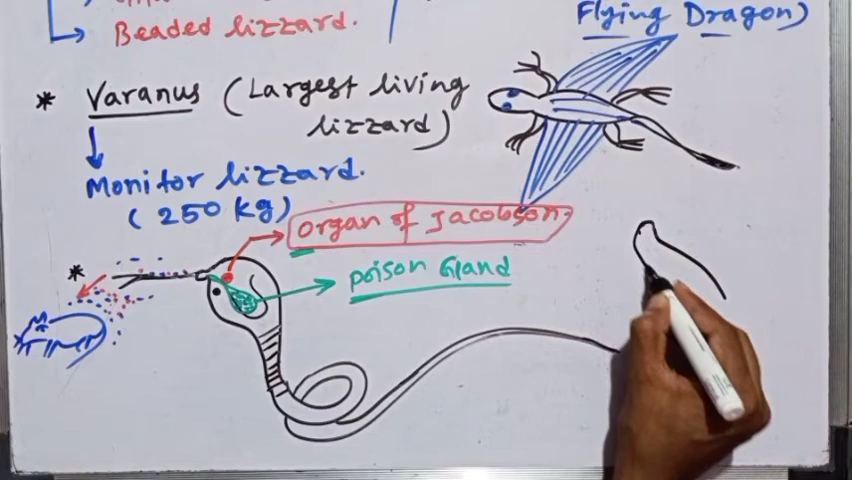 Beaded lizzard.
Flying Dragon)
* Varanus (Largest living
lizzard)
Monitor lizzard.
(250 kg)
organ of Jacobson.
*
poison Gland